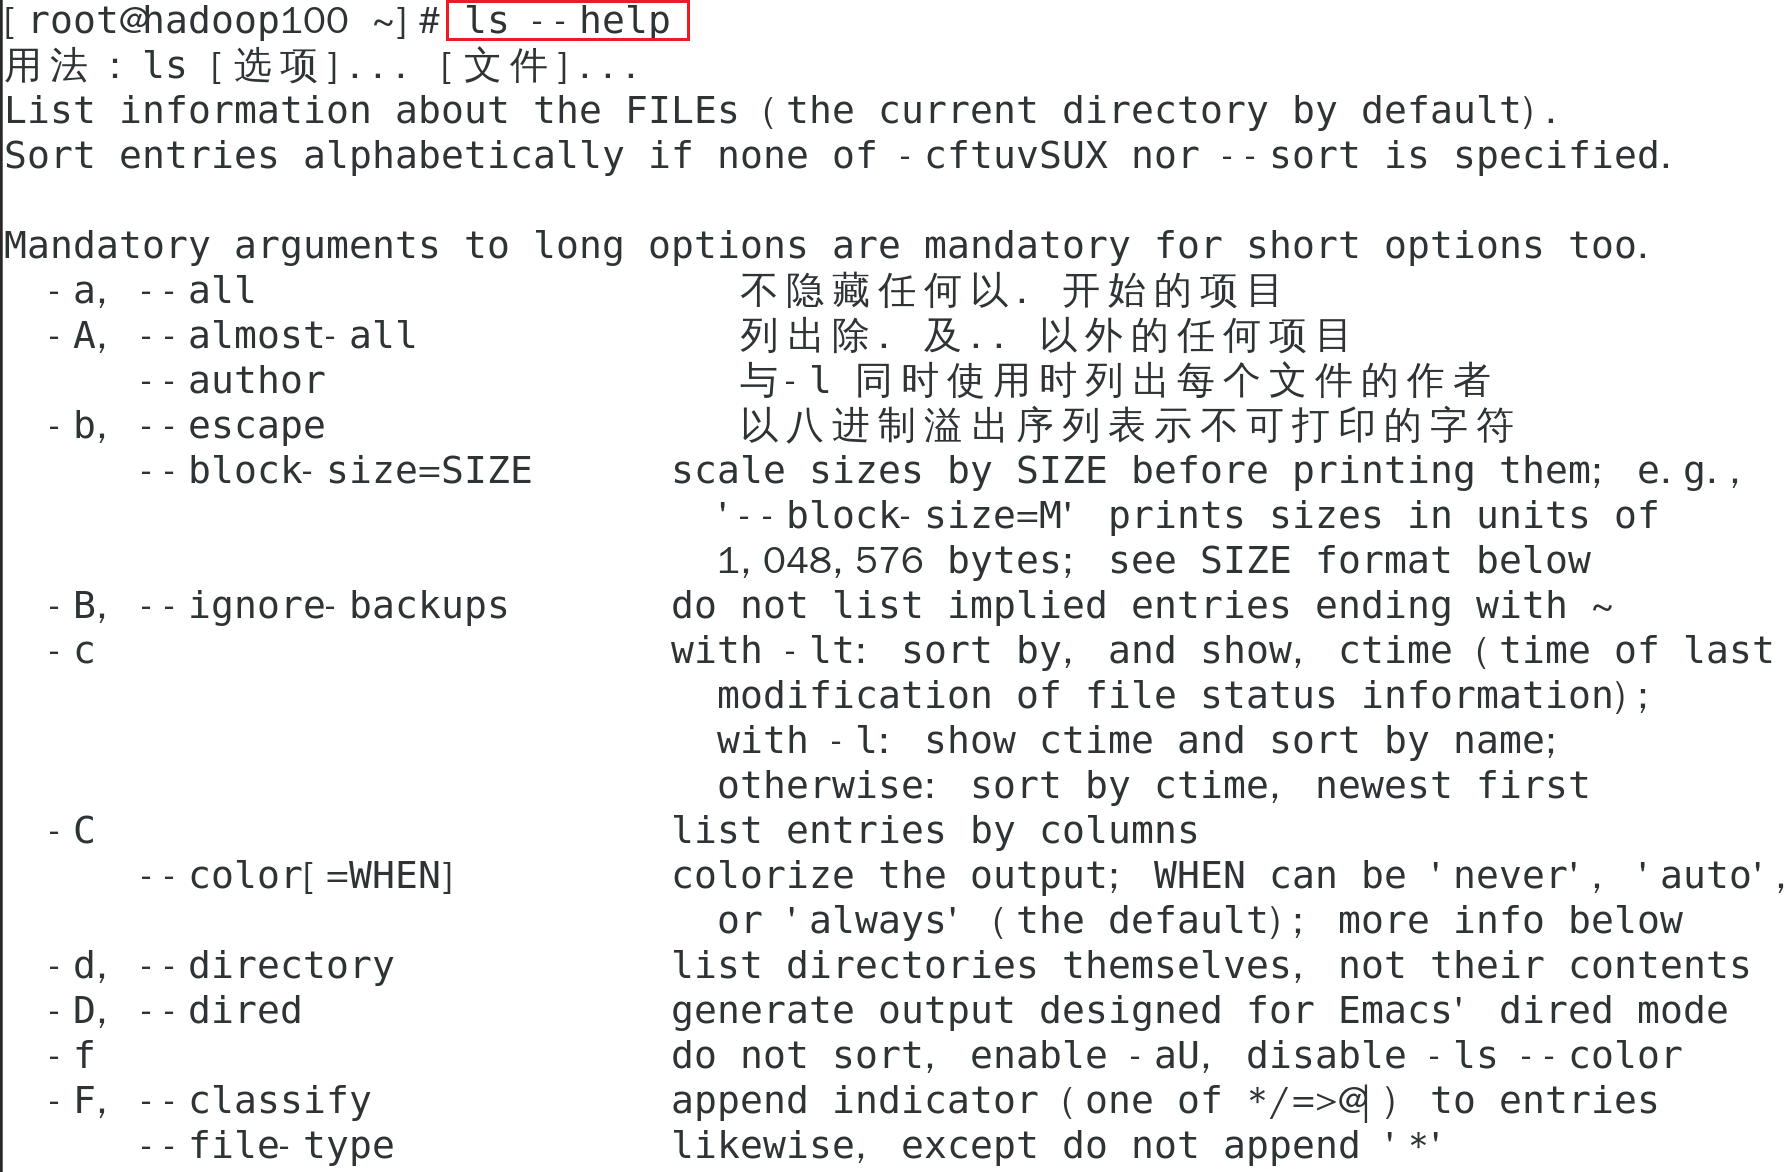 [root@hadoop100 ~]# ls --help
用法：ls [选项]... [文件]...
List information about the FILEs (the current directory by default).
Sort entries alphabetically if none of -cftuvSUX nor --sort is specified.
Mandatory arguments to long options are mandatory for short options too.
-a, --all 不隐藏任何以. 开始的项目
-A, --almost-all 列出除. 及.. 以外的任何项目
--author 与-l 同时使用时列出每个文件的作者
-b, --escape 以八进制溢出序列表示不可打印的字符
--block-size=SIZE scale sizes by SIZE before printing them; e.g.,
'--block-size=M' prints sizes in units of
1,048,576 bytes; see SIZE format below
-B, --ignore-backups do not list implied entries ending with ~
-c with -lt: sort by, and show, ctime (time of last
modification of file status information);
with -l: show ctime and sort by name;
otherwise: sort by ctime, newest first
-C list entries by columns
--color[=WHEN] colorize the output; WHEN can be 'never', 'auto',
or 'always' (the default); more info below
-d, --directory list directories themselves, not their contents
-D, --dired generate output designed for Emacs' dired mode
-f do not sort, enable -aU, disable -ls --color
-F, --classify append indicator (one of */=>@|) to entries
--file-type likewise, except do not append '*'